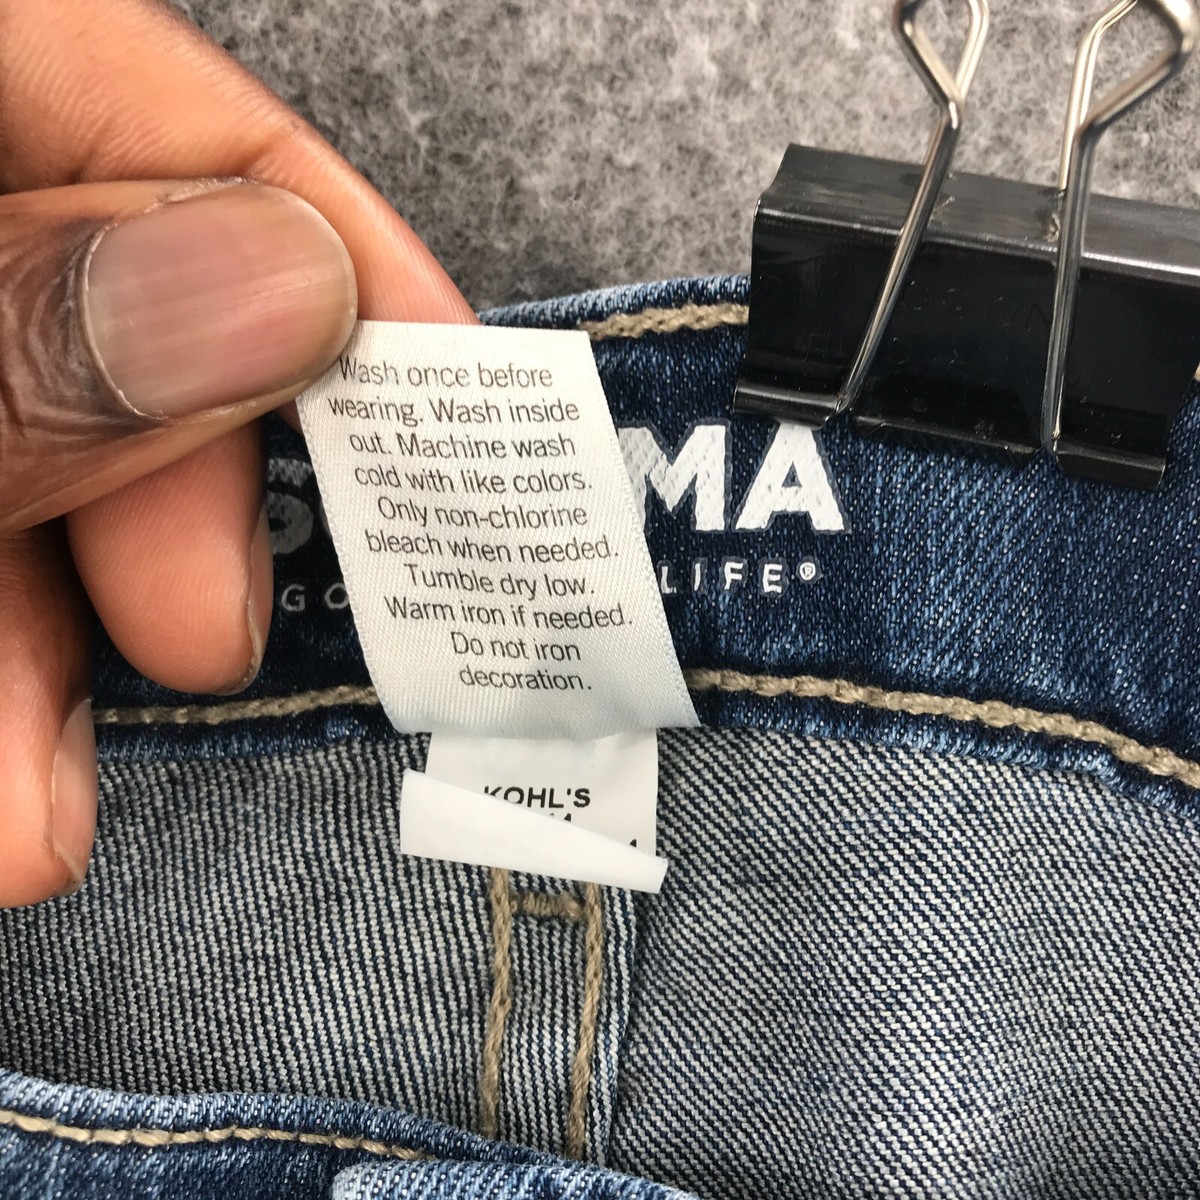 Wash once before
wearing. Wash inside
out. Machine wash
cold with like colors.
Only non-chlorine
bleach when needed.
Tumble dry low.
Warm iron if needed.
Do not iron
decoration.
MA
GO
LIFE®
KOHL'S